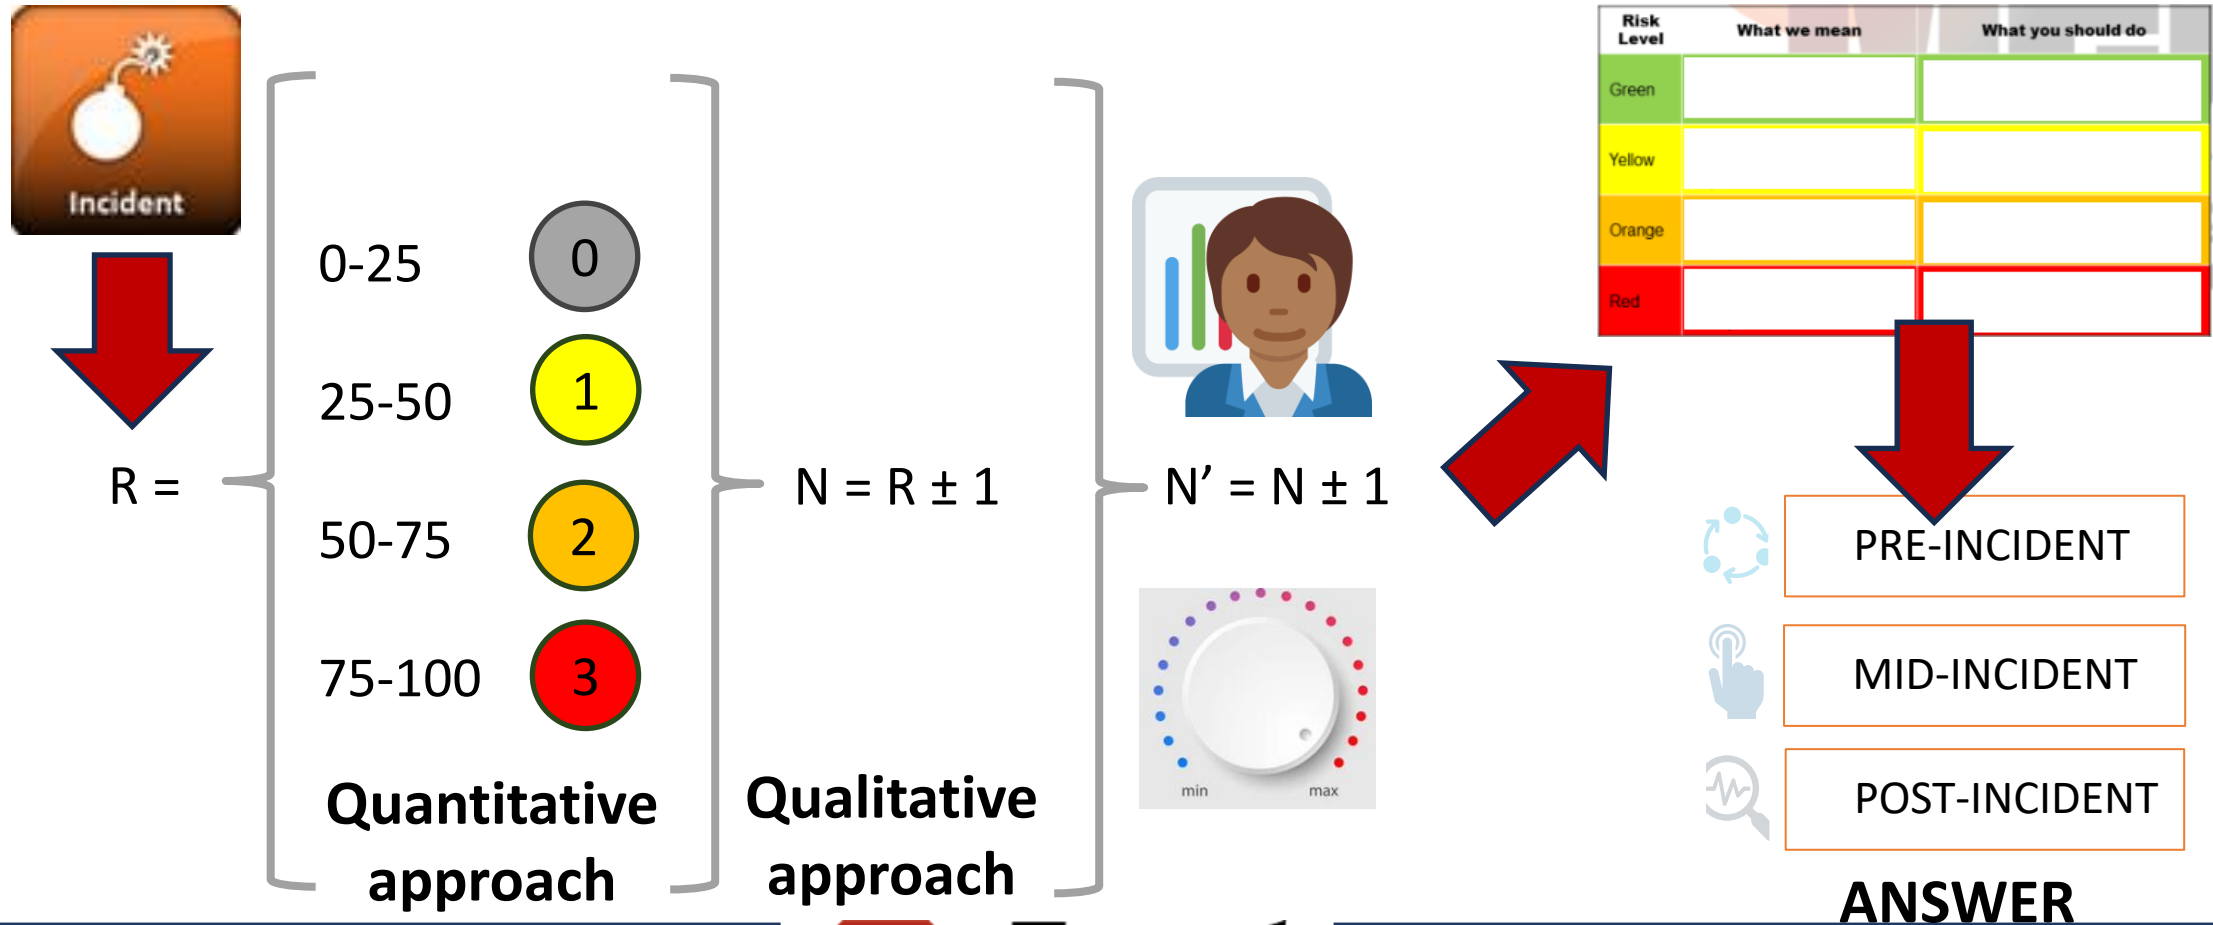 Incident
R =
0-25
0
25-50
1
50-75
2
75-100
3
Quantitative
approach
N = R ± 1
Qualitative
approach
N’ = N ± 1
min
max
Risk
Level
What we mean
What you should do
Green
Yellow
Orange
Red
PRE-INCIDENT
MID-INCIDENT
POST-INCIDENT
ANSWER